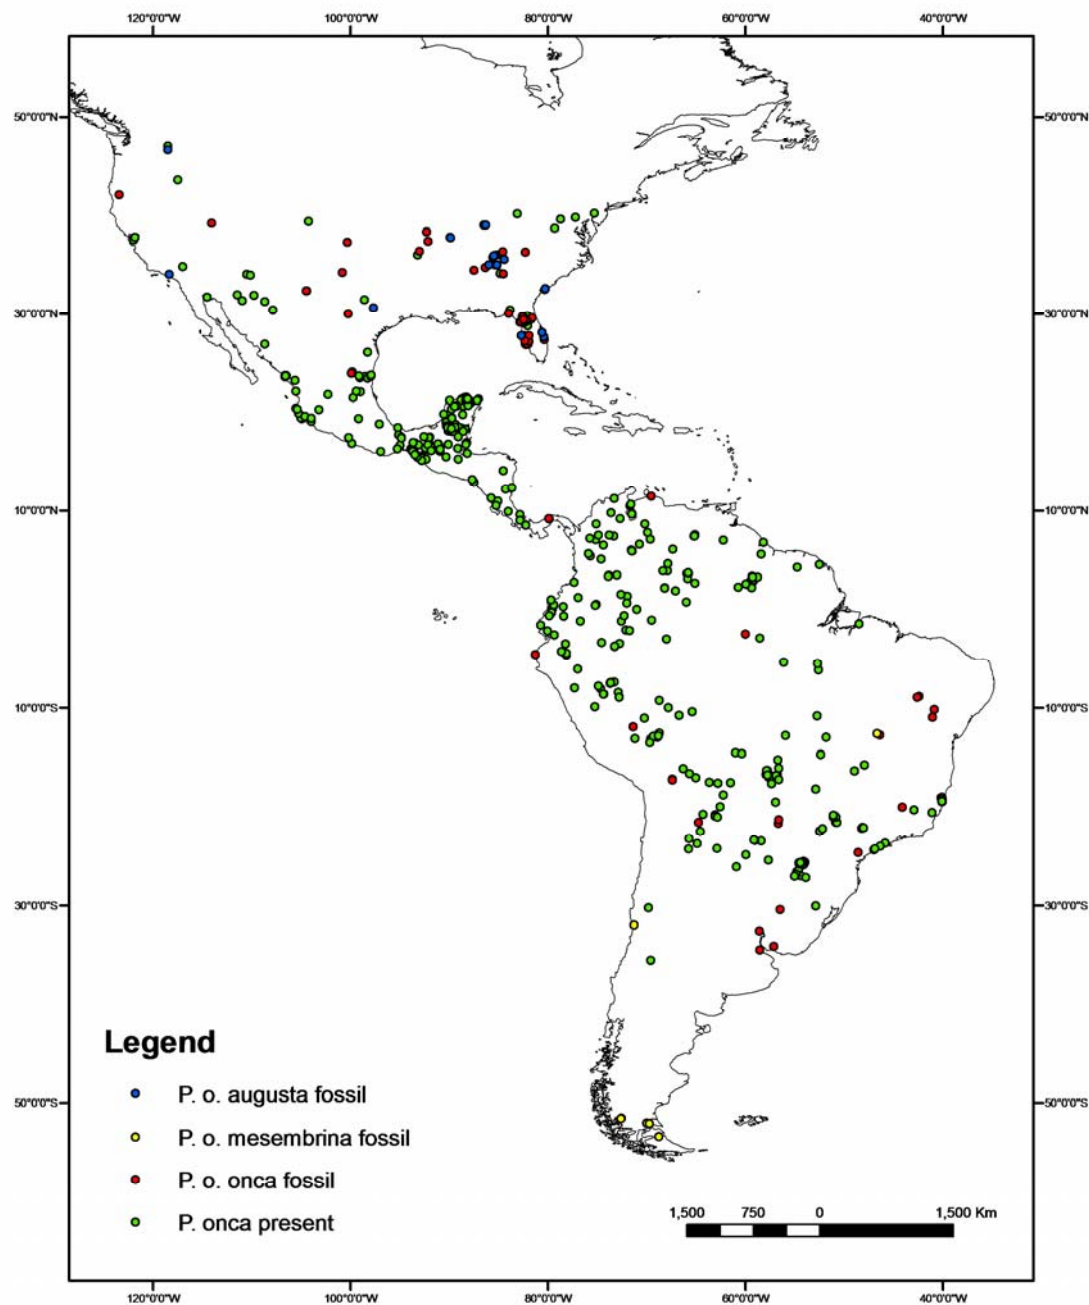 120°0'0"W 100°0'0"W 80°0'0"W 60°0'0"W 40°0'0"W
50°0'0"N 50°0'0"N
30°0'0"N 30°0'0"N
10°0'0"N 10°0'0"N
10°0'0"S 10°0'0"S
30°0'0"S 30°0'0"S
50°0'0"S 50°0'0"S
Legend
P. o. augusta fossil
P. o. mesembrina fossil
P. o. onca fossil
P. onca present
1,500 750 0 1,500 Km
120°0'0"W 100°0'0"W 80°0'0"W 60°0'0"W 40°0'0"W